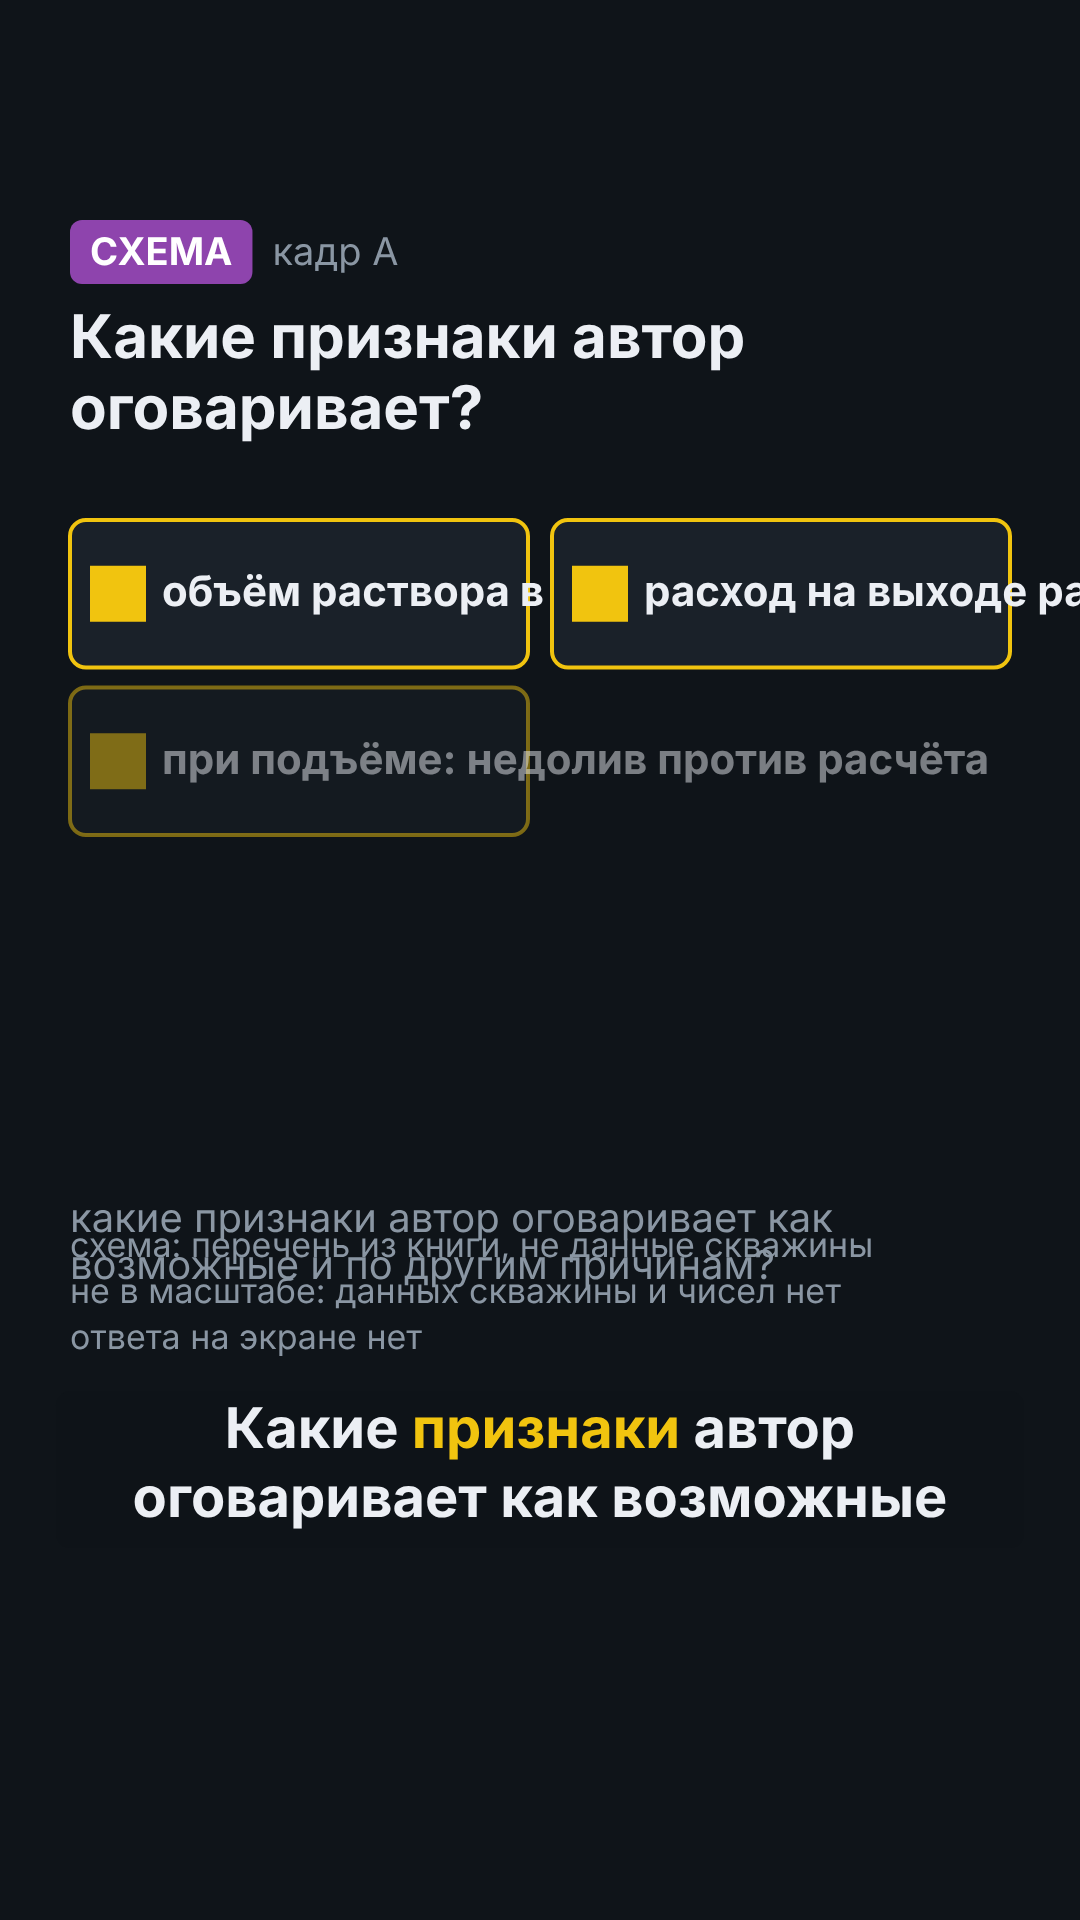 СХЕМА кадр А
Какие признаки автор
оговаривает?
объём раствора в
расход на выходе ра
при подъёме: недолив против расчёта
какие признаки автор оговаривает как
схема: перечень из книги, не данные скважины
возможные и по другим причинам?
не в масштабе: данных скважины и чисел нет
ответа на экране нет
Какие признаки автор
оговаривает как возможные